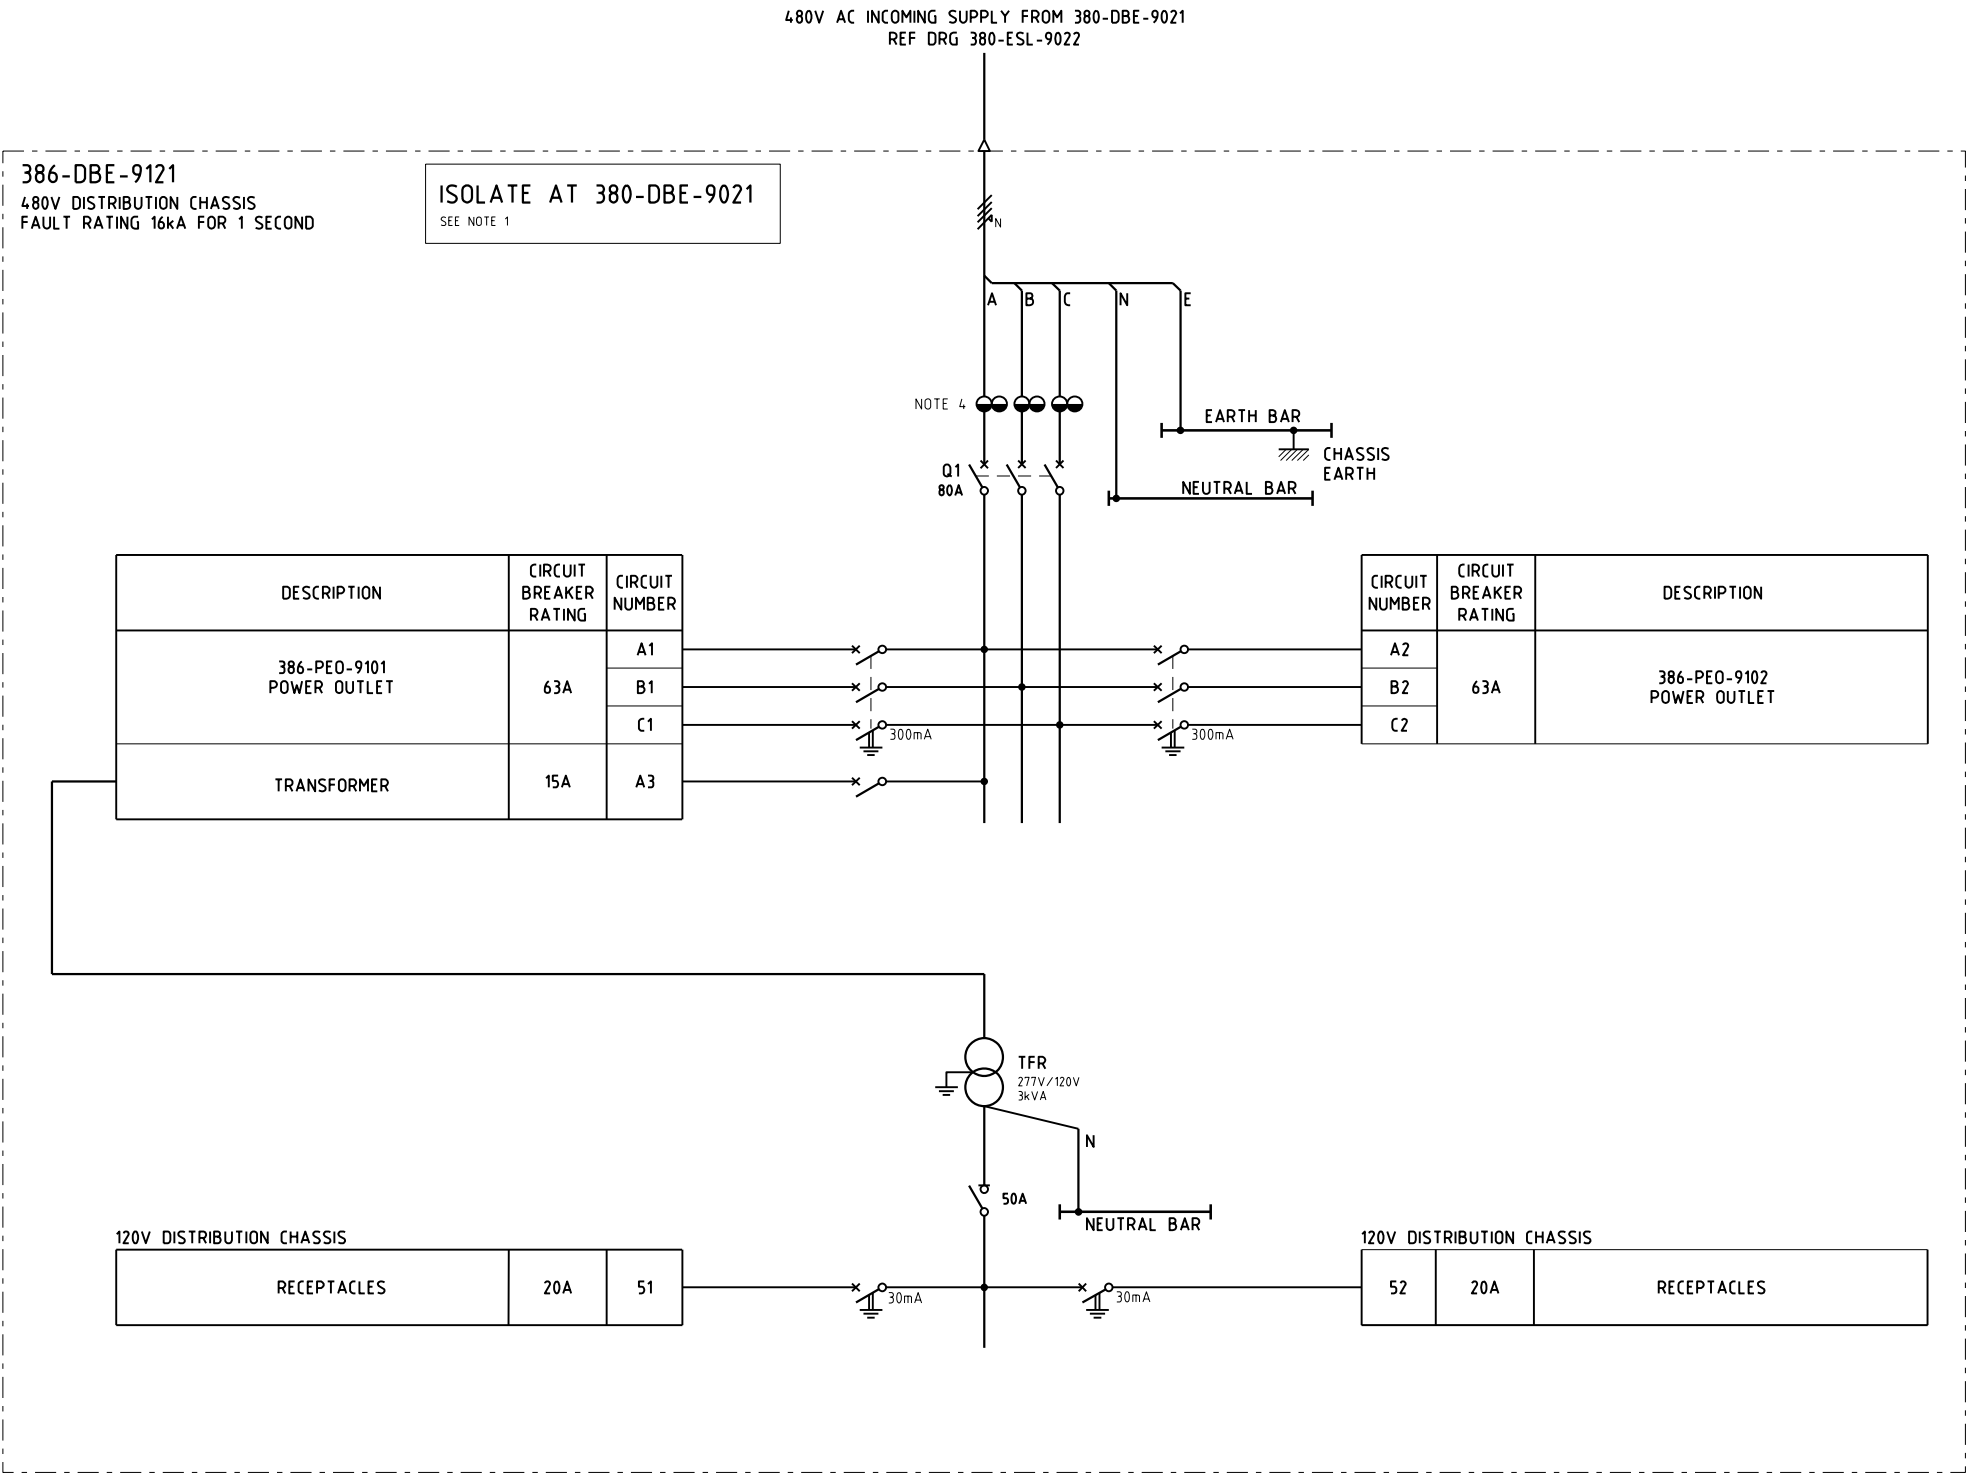 480V AC INCOMING SUPPLY FROM 380-DBE-9021
REF DRG 380-ESL-9022
386-DBE-9121
480V DISTRIBUTION CHASSIS
FAULT RATING 16kA FOR 1 SECOND
ISOLATE AT 380-DBE-9021
SEE NOTE 1
N
A B C N E
NOTE 4
EARTH BAR
CHASSIS
EARTH
Q1
80A
NEUTRAL BAR
DESCRIPTION
CIRCUIT
BREAKER
RATING
CIRCUIT
NUMBER
386-PEO-9101
POWER OUTLET
63A
A1
B1
C1
300mA
TRANSFORMER
15A
A3
CIRCUIT
NUMBER
CIRCUIT
BREAKER
RATING
DESCRIPTION
A2
B2
C2
63A
386-PEO-9102
POWER OUTLET
300mA
TFR
277V/120V
3kVA
N
50A
NEUTRAL BAR
120V DISTRIBUTION CHASSIS
RECEPTACLES
20A
51
30mA
30mA
120V DISTRIBUTION CHASSIS
52
20A
RECEPTACLES